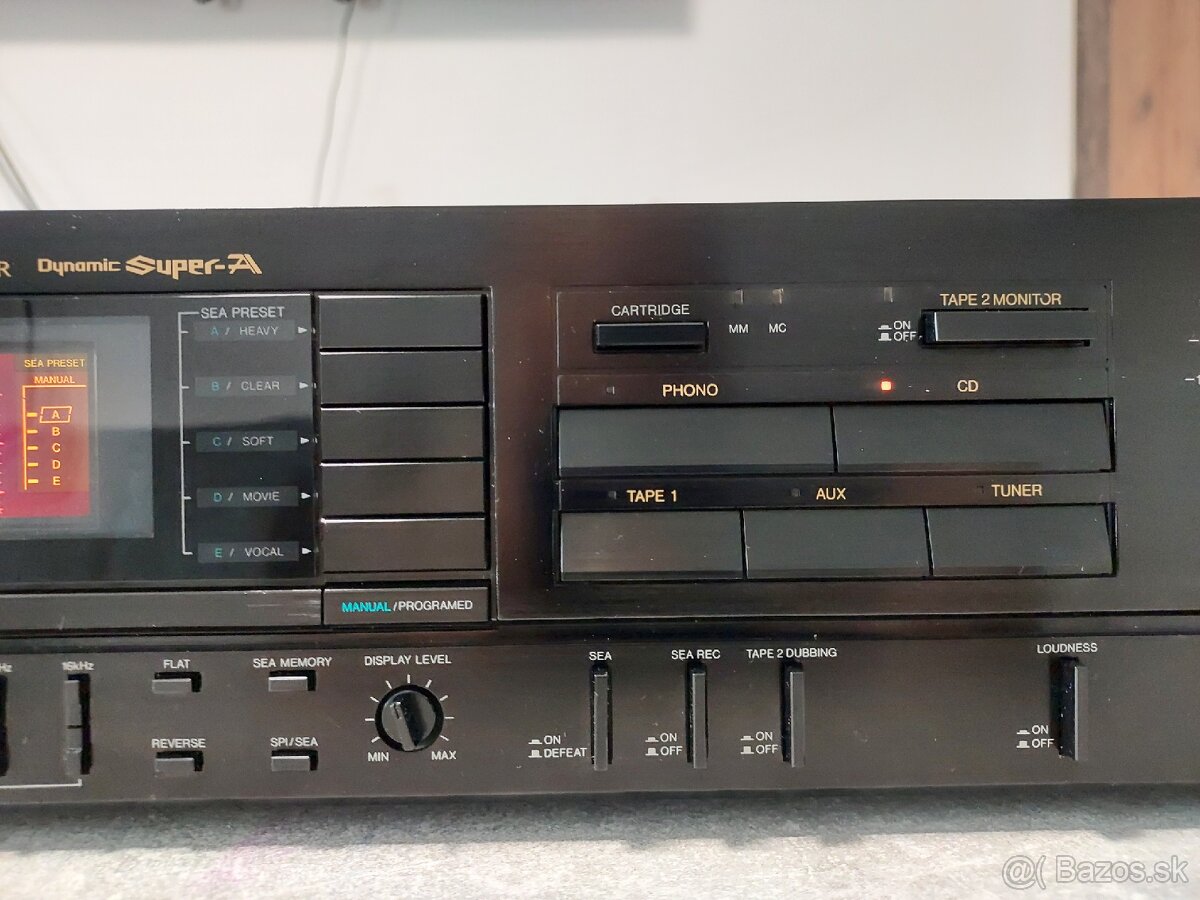 R Dynamic Super-A
SEA PRESET
A / HEAVY
B / CLEAR
C / SOFT
D / MOVIE
E / VOCAL
SEA PRESET
MANUAL
A
B
C
D
E
MANUAL /PROGRAMED
CARTRIDGE
MM MC
ON
OFF
TAPE 2 MONITOR
PHONO CD
TAPE 1 AUX TUNER
Hz 16kHz
FLAT
SEA MEMORY
DISPLAY LEVEL
REVERSE
SPI/SEA
MIN MAX
SEA
ON
DEFEAT
SEA REC
ON
OFF
TAPE 2 DUBBING
ON
OFF
LOUDNESS
ON
OFF
@( Bazos.sk